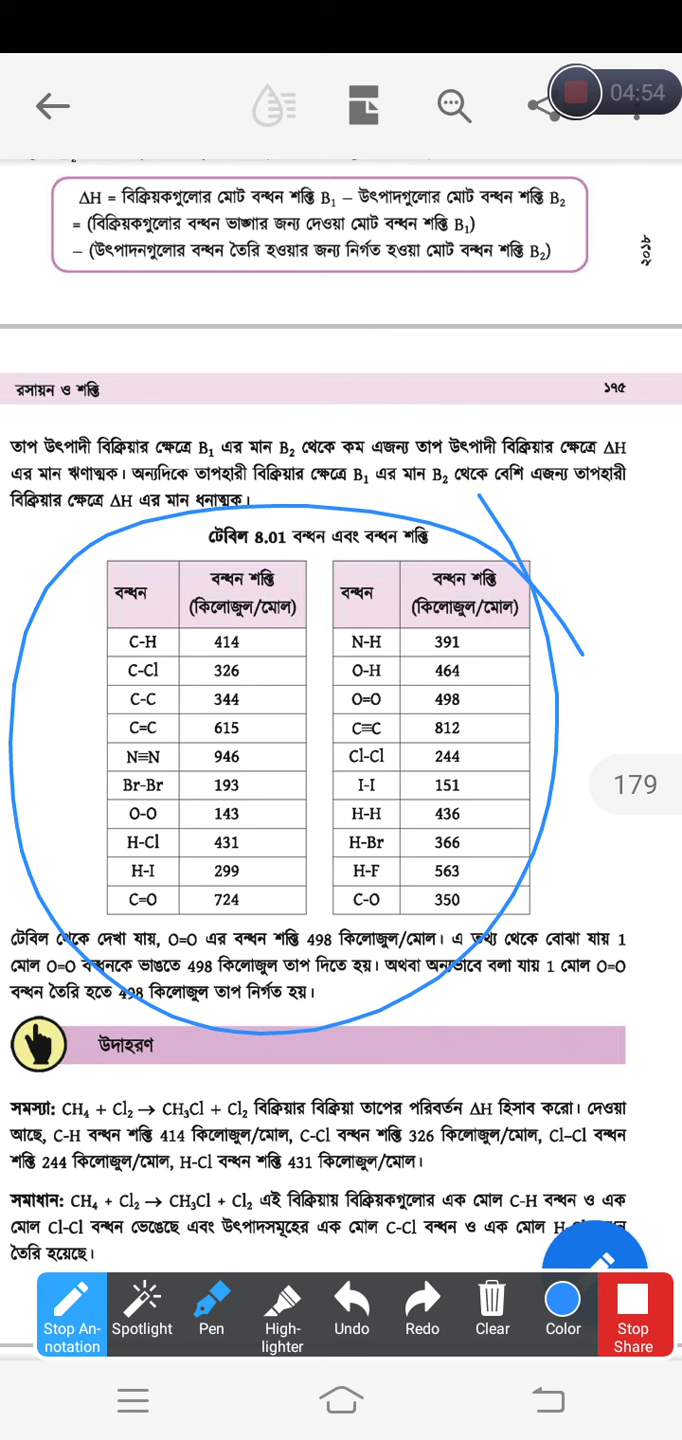 04:54
ΔH = বিক্রিয়কগুলোর মোট বন্ধন শক্তি B₁ – উৎপাদগুলোর মোট বন্ধন শক্তি B₂
= (বিক্রিয়কগুলোর বন্ধন ভাঙ্গার জন্য দেওয়া মোট বন্ধন শক্তি B₁)
– (উৎপাদনগুলোর বন্ধন তৈরি হওয়ার জন্য নির্গত হওয়া মোট বন্ধন শক্তি B₂)
২০১৮
রসায়ন ও শক্তি ১৭৫
তাপ উৎপাদী বিক্রিয়ার ক্ষেত্রে B₁ এর মান B₂ থেকে কম এজন্য তাপ উৎপাদী বিক্রিয়ার ক্ষেত্রে ΔH
এর মান ঋণাত্মক। অন্যদিকে তাপহারী বিক্রিয়ার ক্ষেত্রে B₁ এর মান B₂ থেকে বেশি এজন্য তাপহারী
বিক্রিয়ার ক্ষেত্রে ΔH এর মান ধনাত্মক।
টেবিল 8.01 বন্ধন এবং বন্ধন শক্তি
বন্ধন বন্ধন শক্তি (কিলোজুল/মোল) বন্ধন বন্ধন শক্তি (কিলোজুল/মোল)
C-H 414 N-H 391
C-Cl 326 O-H 464
C-C 344 O=O 498
C=C 615 C≡C 812
N≡N 946 Cl-Cl 244
Br-Br 193 I-I 151
O-O 143 H-H 436
H-Cl 431 H-Br 366
H-I 299 H-F 563
C=O 724 C-O 350
179
টেবিল থেকে দেখা যায়, O=O এর বন্ধন শক্তি 498 কিলোজুল/মোল। এ তথ্য থেকে বোঝা যায় 1
মোল O=O বন্ধনকে ভাঙতে 498 কিলোজুল তাপ দিতে হয়। অথবা অন্যভাবে বলা যায় 1 মোল O=O
বন্ধন তৈরি হতে 498 কিলোজুল তাপ নির্গত হয়।
উদাহরণ
সমস্যা: CH₄ + Cl₂ → CH₃Cl + Cl₂ বিক্রিয়ার বিক্রিয়া তাপের পরিবর্তন ΔH হিসাব করো। দেওয়া
আছে, C-H বন্ধন শক্তি 414 কিলোজুল/মোল, C-Cl বন্ধন শক্তি 326 কিলোজুল/মোল, Cl–Cl বন্ধন
শক্তি 244 কিলোজুল/মোল, H-Cl বন্ধন শক্তি 431 কিলোজুল/মোল।
সমাধান: CH₄ + Cl₂ → CH₃Cl + Cl₂ এই বিক্রিয়ায় বিক্রিয়কগুলোর এক মোল C-H বন্ধন ও এক
মোল Cl-Cl বন্ধন ভেঙেছে এবং উৎপাদসমূহের এক মোল C-Cl বন্ধন ও এক মোল
তৈরি হয়েছে।
Stop An-notation Spotlight Pen High-lighter Undo Redo Clear Color Stop Share